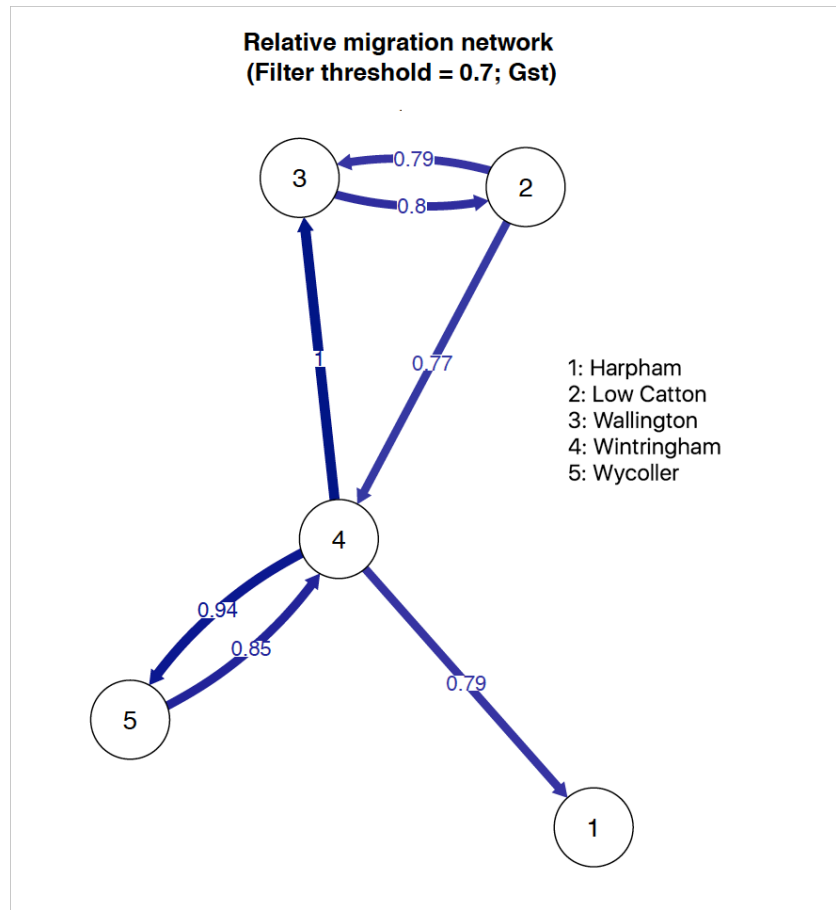 Relative migration network
(Filter threshold = 0.7; Gst)
3
0.79
2
0.8
1
0.77
1: Harpham
2: Low Catton
3: Wallington
4: Wintringham
5: Wycoller
4
0.94
0.85
0.79
5
1